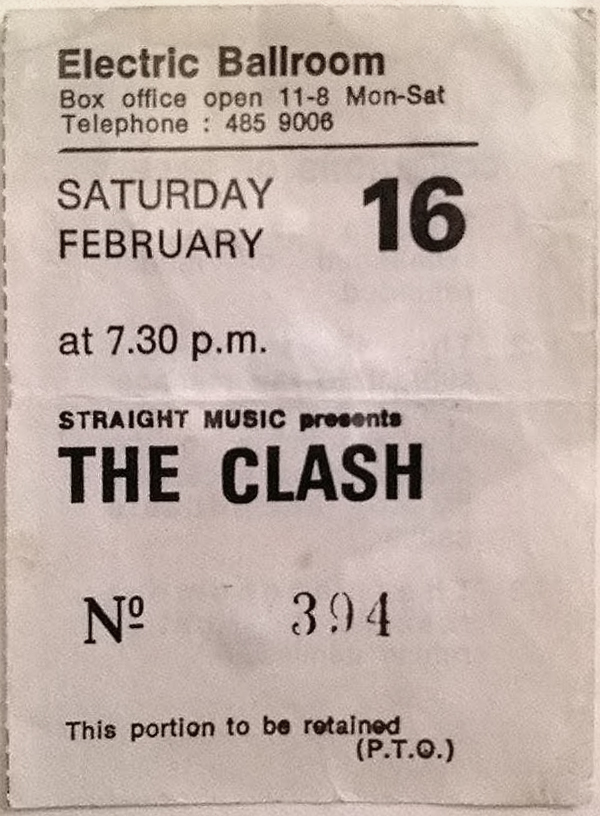 Electric Ballroom
Box office open 11-8 Mon-Sat
Telephone : 485 9006
SATURDAY
FEBRUARY 16
at 7.30 p.m.
STRAIGHT MUSIC presents
THE CLASH
Nº 394
This portion to be retained
(P.T.O.)